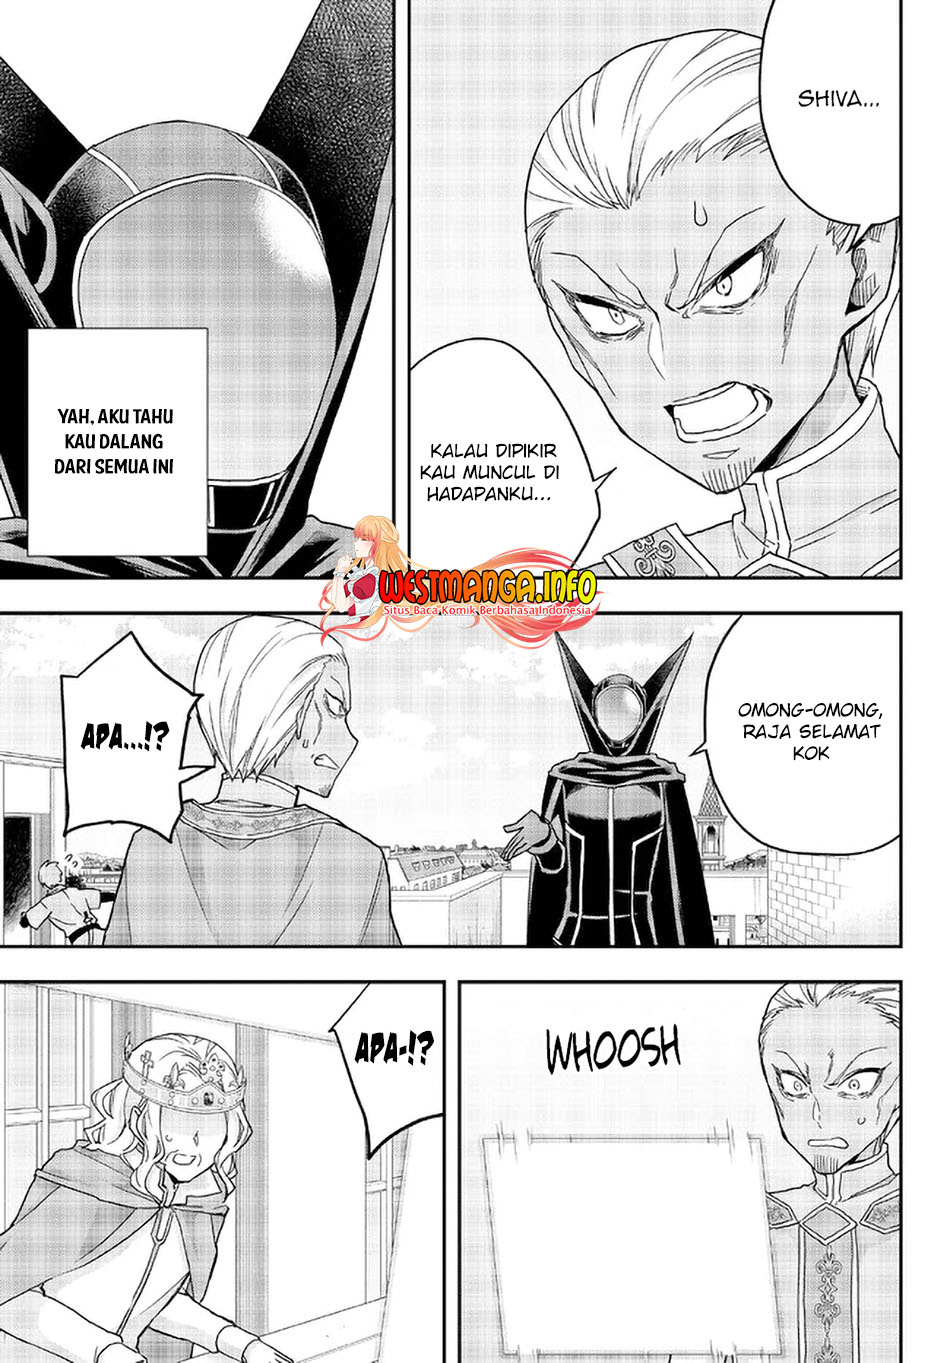 SHIVA...
KALAU DIPIKIR
KAU MUNCUL DI
HADAPANKU...
YAH, AKU TAHU
KAU DALANG
DARI SEMUA INI
WESTMANGA.INFO
Situs Baca Komik Berbahasa Indonesia
OMONG-OMONG,
RAJA SELAMAT
KOK
APA...!?
WHOOSH
APA-!?